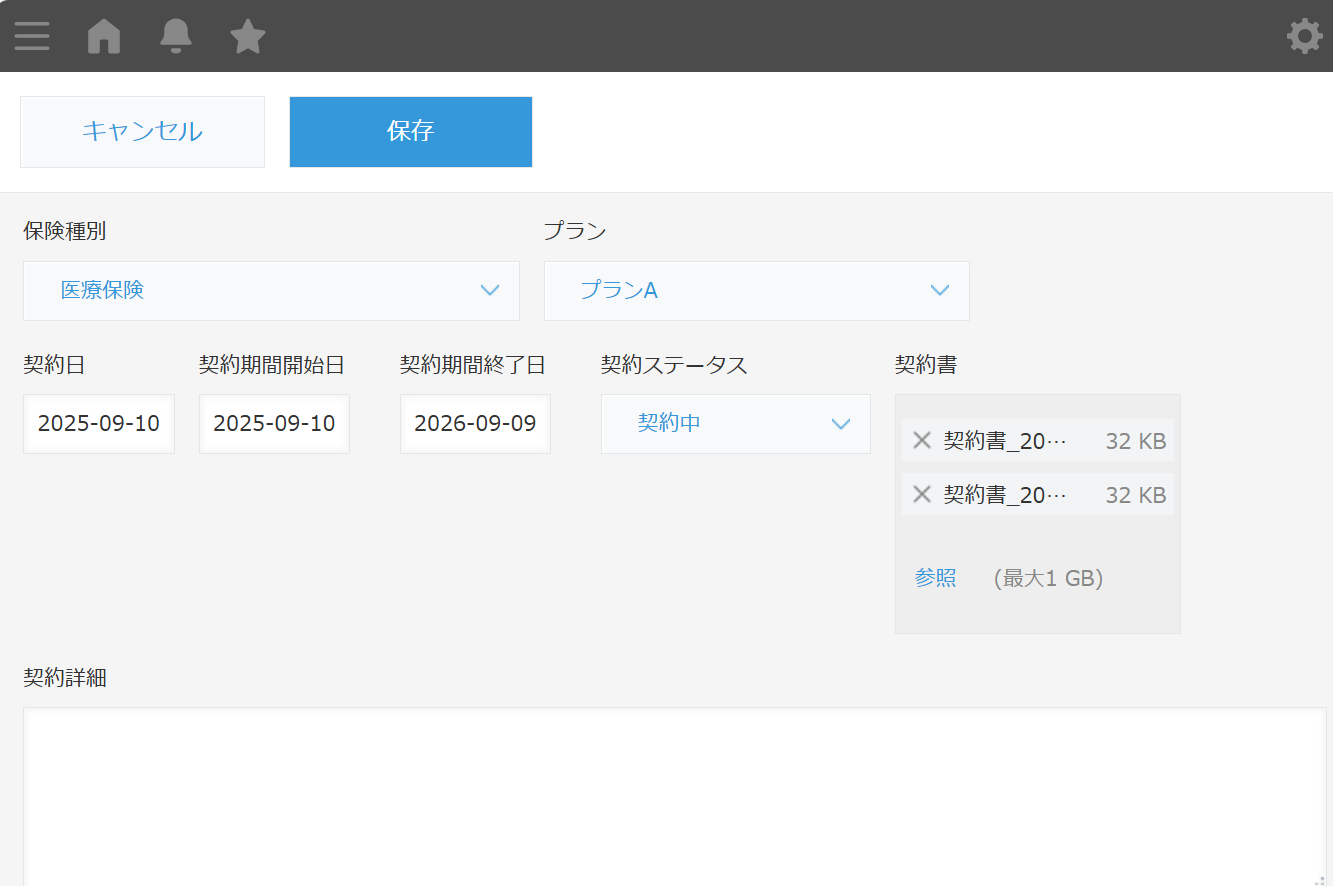 キャンセル
保存
保険種別
プラン
医療保険
プランA
契約日
契約期間開始日
契約期間終了日
契約ステータス
契約書
2025-09-10
2025-09-10
2026-09-09
契約中
契約書_20… 32 KB
契約書_20… 32 KB
参照 (最大1 GB)
契約詳細